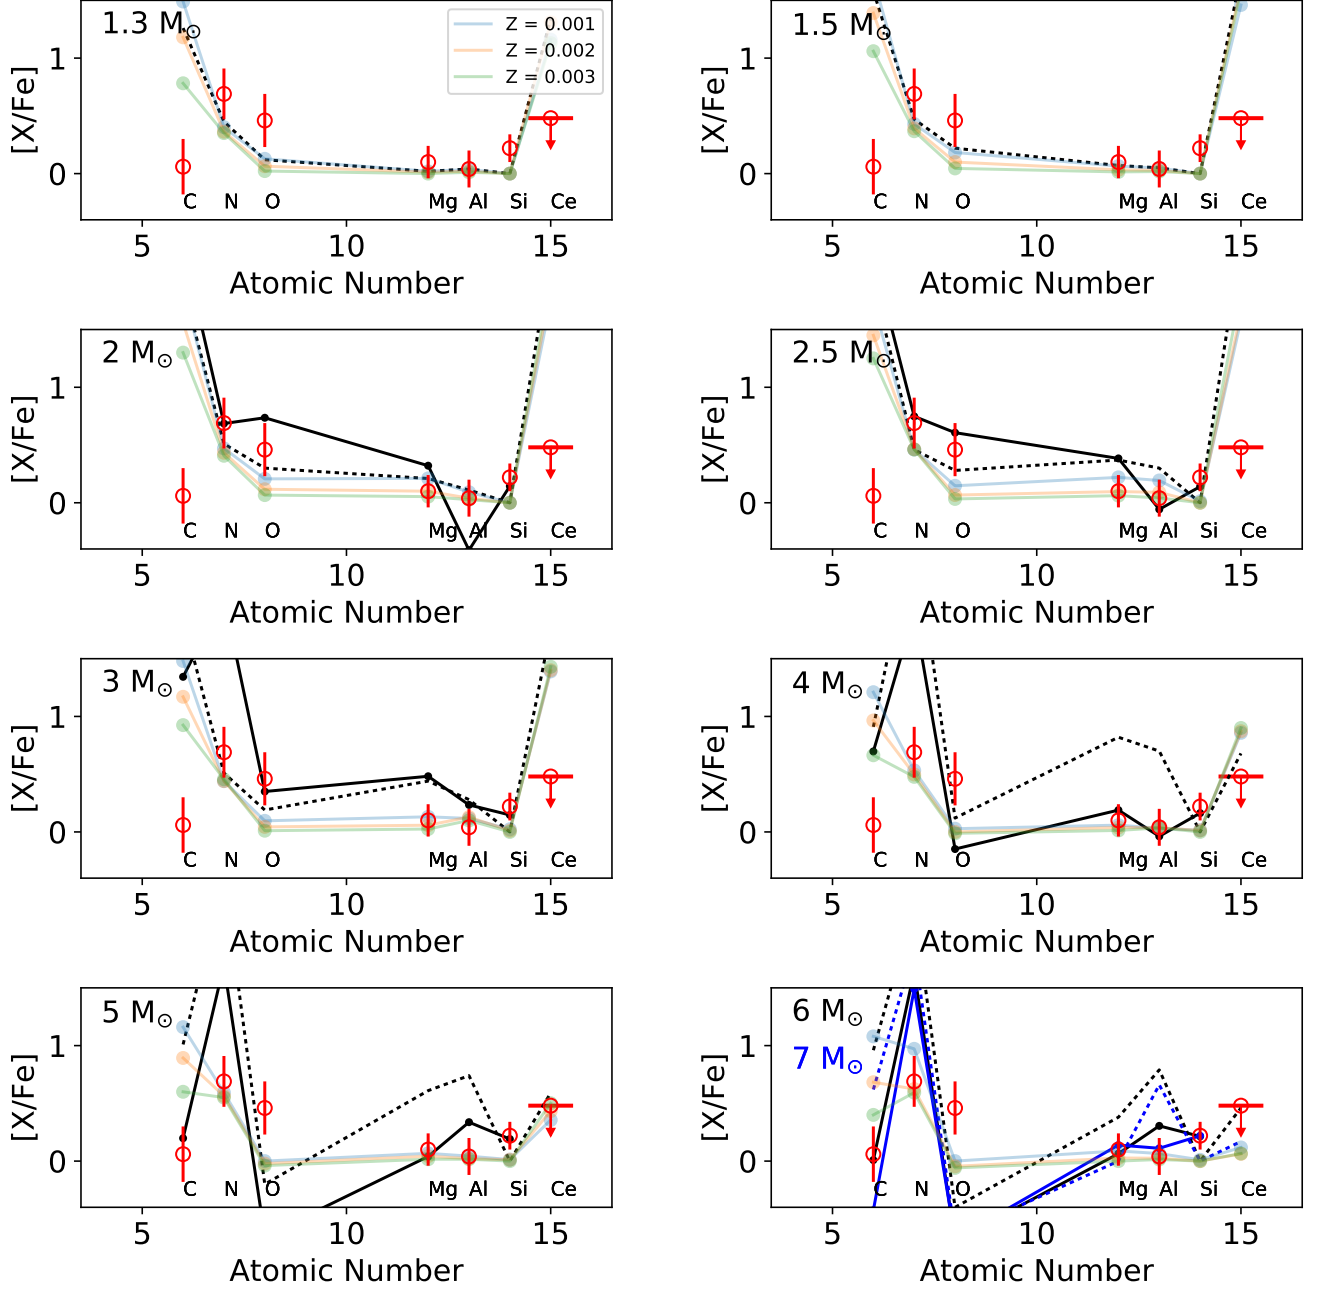 1.3 M⊙
Z = 0.001
Z = 0.002
Z = 0.003
1
0
[X/Fe]
C N O Mg Al Si Ce
5 10 15
Atomic Number
1.5 M⊙
1
0
[X/Fe]
C N O Mg Al Si Ce
5 10 15
Atomic Number
2 M⊙
1
0
[X/Fe]
C N O Mg Al Si Ce
5 10 15
Atomic Number
2.5 M⊙
1
0
[X/Fe]
C N O Mg Al Si Ce
5 10 15
Atomic Number
3 M⊙
1
0
[X/Fe]
C N O Mg Al Si Ce
5 10 15
Atomic Number
4 M⊙
1
0
[X/Fe]
C N O Mg Al Si Ce
5 10 15
Atomic Number
5 M⊙
1
0
[X/Fe]
C N O Mg Al Si Ce
5 10 15
Atomic Number
6 M⊙
7 M⊙
1
0
[X/Fe]
C N O Mg Al Si Ce
5 10 15
Atomic Number